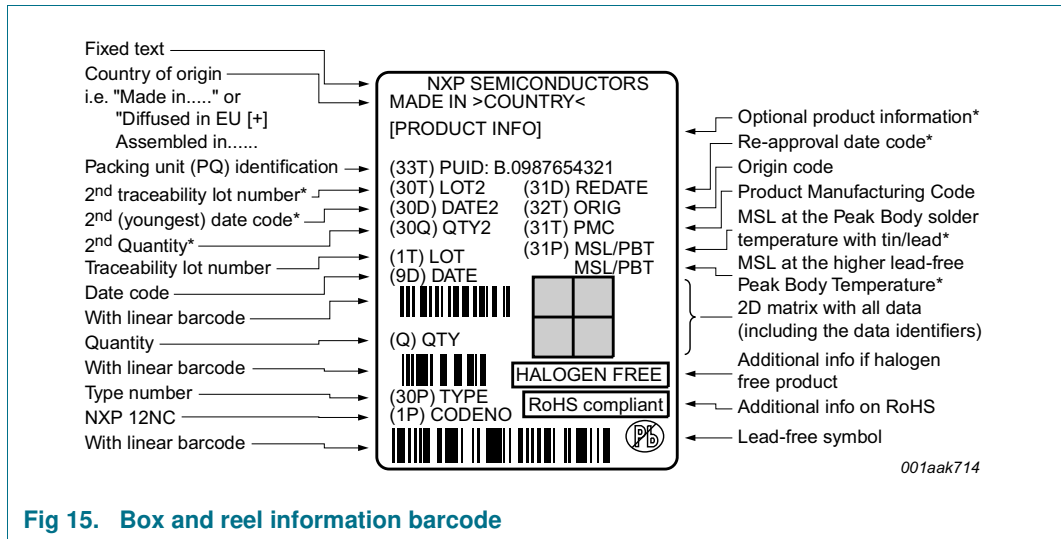 Fixed text
Country of origin
i.e. "Made in....." or
"Diffused in EU [+]
Assembled in......
Packing unit (PQ) identification
2nd traceability lot number*
2nd (youngest) date code*
2nd Quantity*
Traceability lot number
Date code
With linear barcode
Quantity
With linear barcode
Type number
NXP 12NC
With linear barcode
NXP SEMICONDUCTORS
MADE IN >COUNTRY<
[PRODUCT INFO]
(33T) PUID: B.0987654321
(30T) LOT2 (31D) REDATE
(30D) DATE2 (32T) ORIG
(30Q) QTY2 (31T) PMC
(31P) MSL/PBT
(1T) LOT
MSL/PBT
(9D) DATE
(Q) QTY
HALOGEN FREE
(30P) TYPE
RoHS compliant
(1P) CODENO
Pb
Optional product information*
Re-approval date code*
Origin code
Product Manufacturing Code
MSL at the Peak Body solder
temperature with tin/lead*
MSL at the higher lead-free
Peak Body Temperature*
2D matrix with all data
(including the data identifiers)
Additional info if halogen
free product
Additional info on RoHS
Lead-free symbol
001aak714
Fig 15. Box and reel information barcode